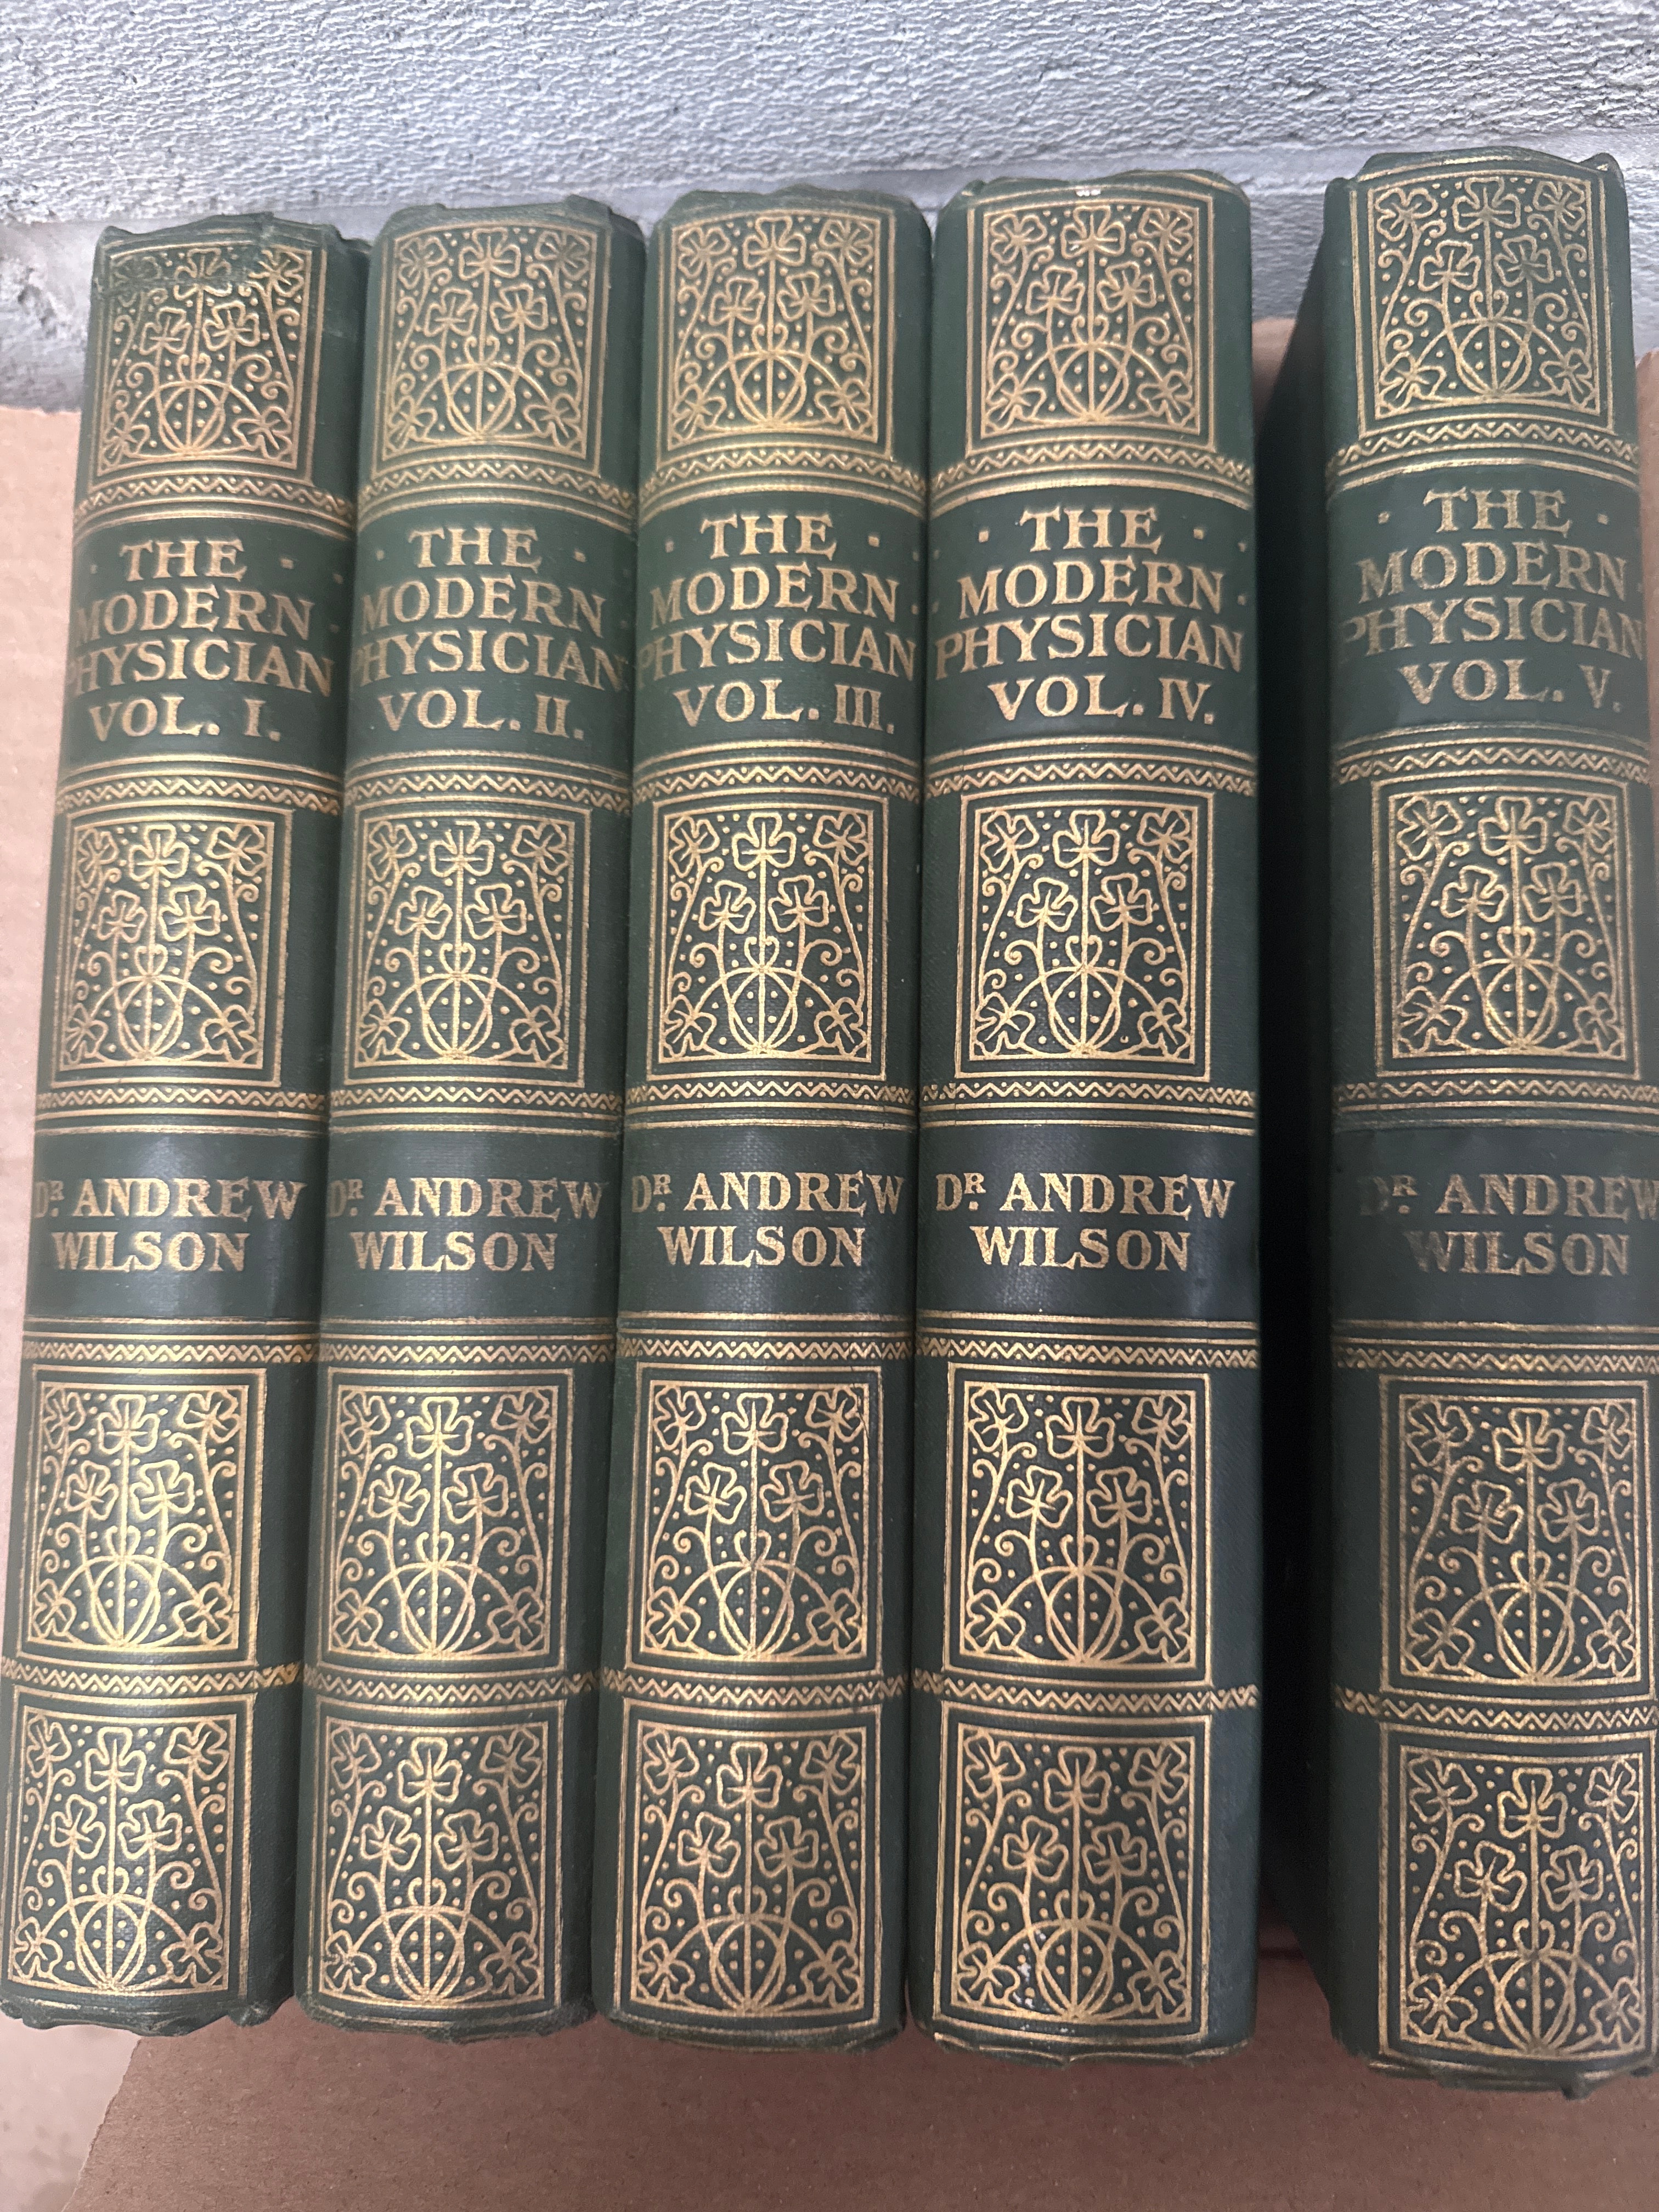 THE
MODERN
PHYSICIAN
VOL. I.
DR. ANDREW
WILSON
THE
MODERN
PHYSICIAN
VOL. II.
DR. ANDREW
WILSON
THE
MODERN
PHYSICIAN
VOL. III.
DR. ANDREW
WILSON
THE
MODERN
PHYSICIAN
VOL. IV.
DR. ANDREW
WILSON
THE
MODERN
PHYSICIAN
VOL. V.
DR. ANDREW
WILSON